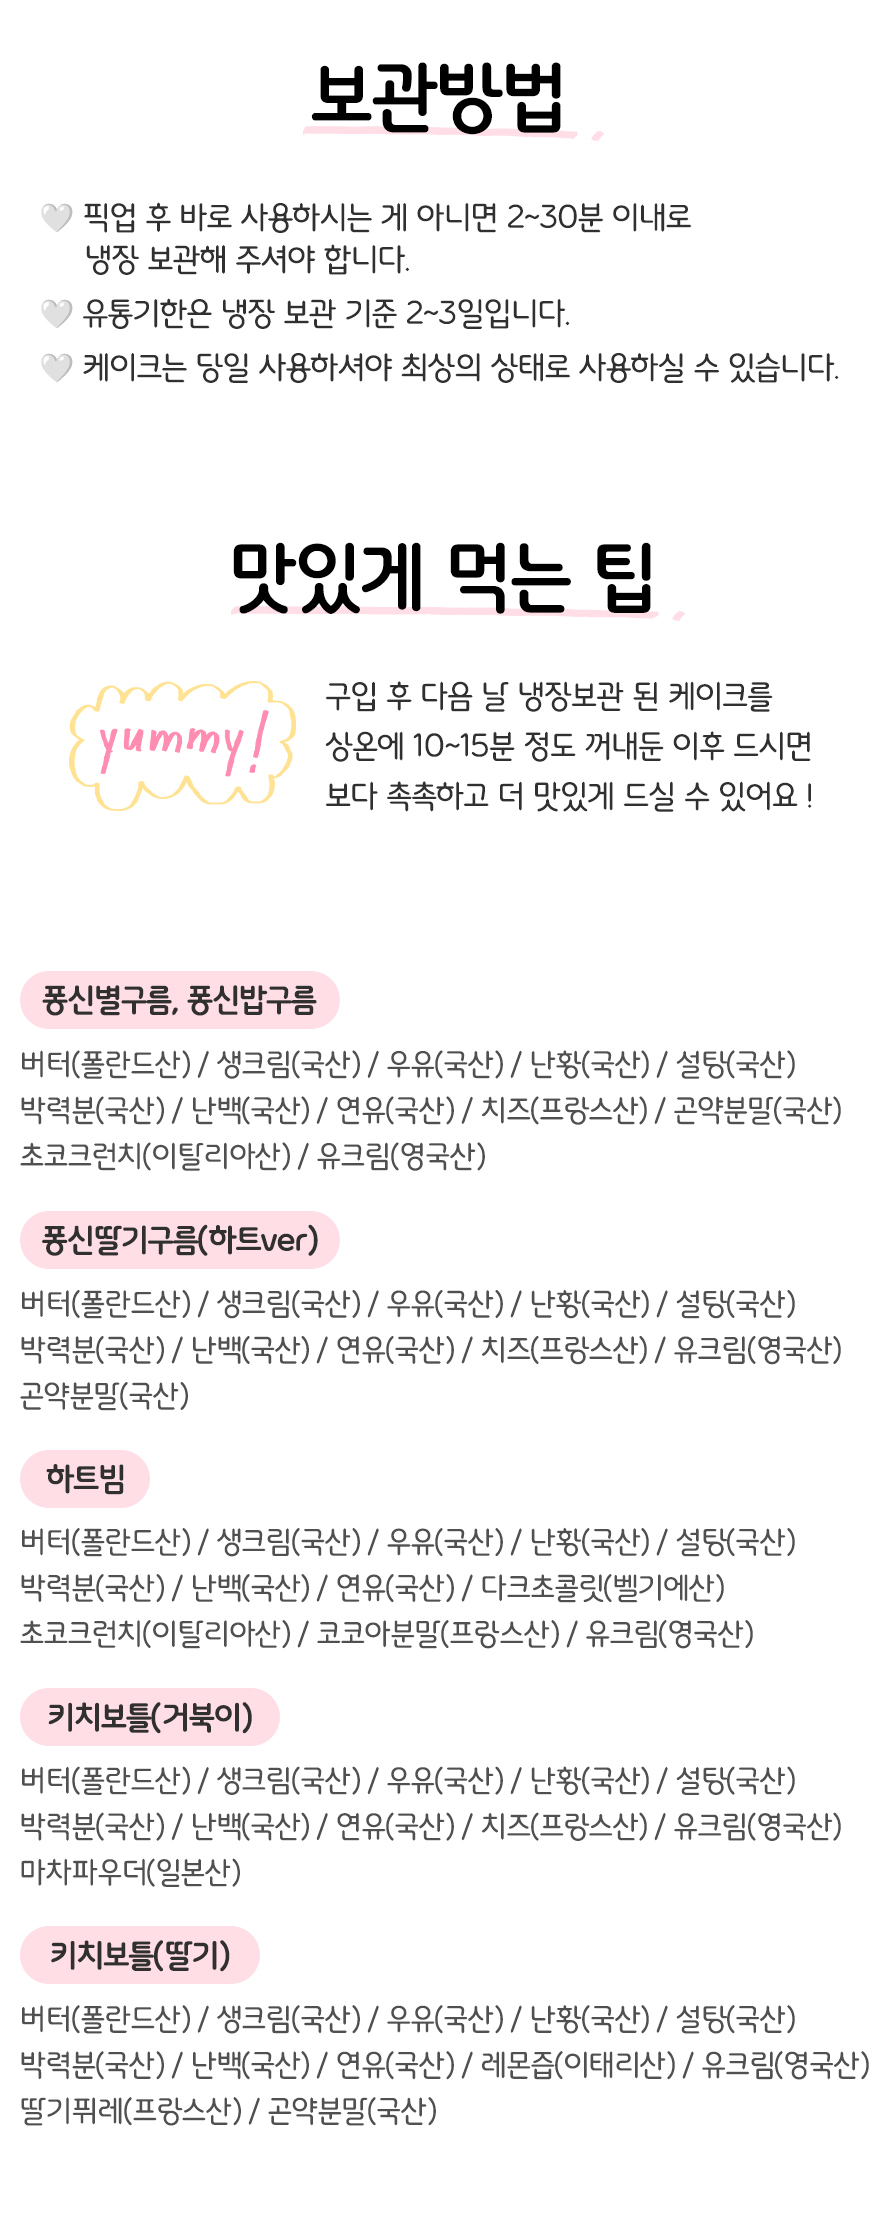 보관방법
🤍 픽업 후 바로 사용하시는 게 아니면 2~30분 이내로
냉장 보관해 주셔야 합니다.
🤍 유통기한은 냉장 보관 기준 2~3일입니다.
🤍 케이크는 당일 사용하셔야 최상의 상태로 사용하실 수 있습니다.
맛있게 먹는 팁
yummy!
구입 후 다음 날 냉장보관 된 케이크를
상온에 10~15분 정도 꺼내둔 이후 드시면
보다 촉촉하고 더 맛있게 드실 수 있어요 !
퐁신별구름, 퐁신밥구름
버터(폴란드산) / 생크림(국산) / 우유(국산) / 난황(국산) / 설탕(국산)
박력분(국산) / 난백(국산) / 연유(국산) / 치즈(프랑스산) / 곤약분말(국산)
초코크런치(이탈리아산) / 유크림(영국산)
퐁신딸기구름(하트ver)
버터(폴란드산) / 생크림(국산) / 우유(국산) / 난황(국산) / 설탕(국산)
박력분(국산) / 난백(국산) / 연유(국산) / 치즈(프랑스산) / 유크림(영국산)
곤약분말(국산)
하트빔
버터(폴란드산) / 생크림(국산) / 우유(국산) / 난황(국산) / 설탕(국산)
박력분(국산) / 난백(국산) / 연유(국산) / 다크초콜릿(벨기에산)
초코크런치(이탈리아산) / 코코아분말(프랑스산) / 유크림(영국산)
키치보틀(거북이)
버터(폴란드산) / 생크림(국산) / 우유(국산) / 난황(국산) / 설탕(국산)
박력분(국산) / 난백(국산) / 연유(국산) / 치즈(프랑스산) / 유크림(영국산)
마차파우더(일본산)
키치보틀(딸기)
버터(폴란드산) / 생크림(국산) / 우유(국산) / 난황(국산) / 설탕(국산)
박력분(국산) / 난백(국산) / 연유(국산) / 레몬즙(이태리산) / 유크림(영국산)
딸기퓌레(프랑스산) / 곤약분말(국산)